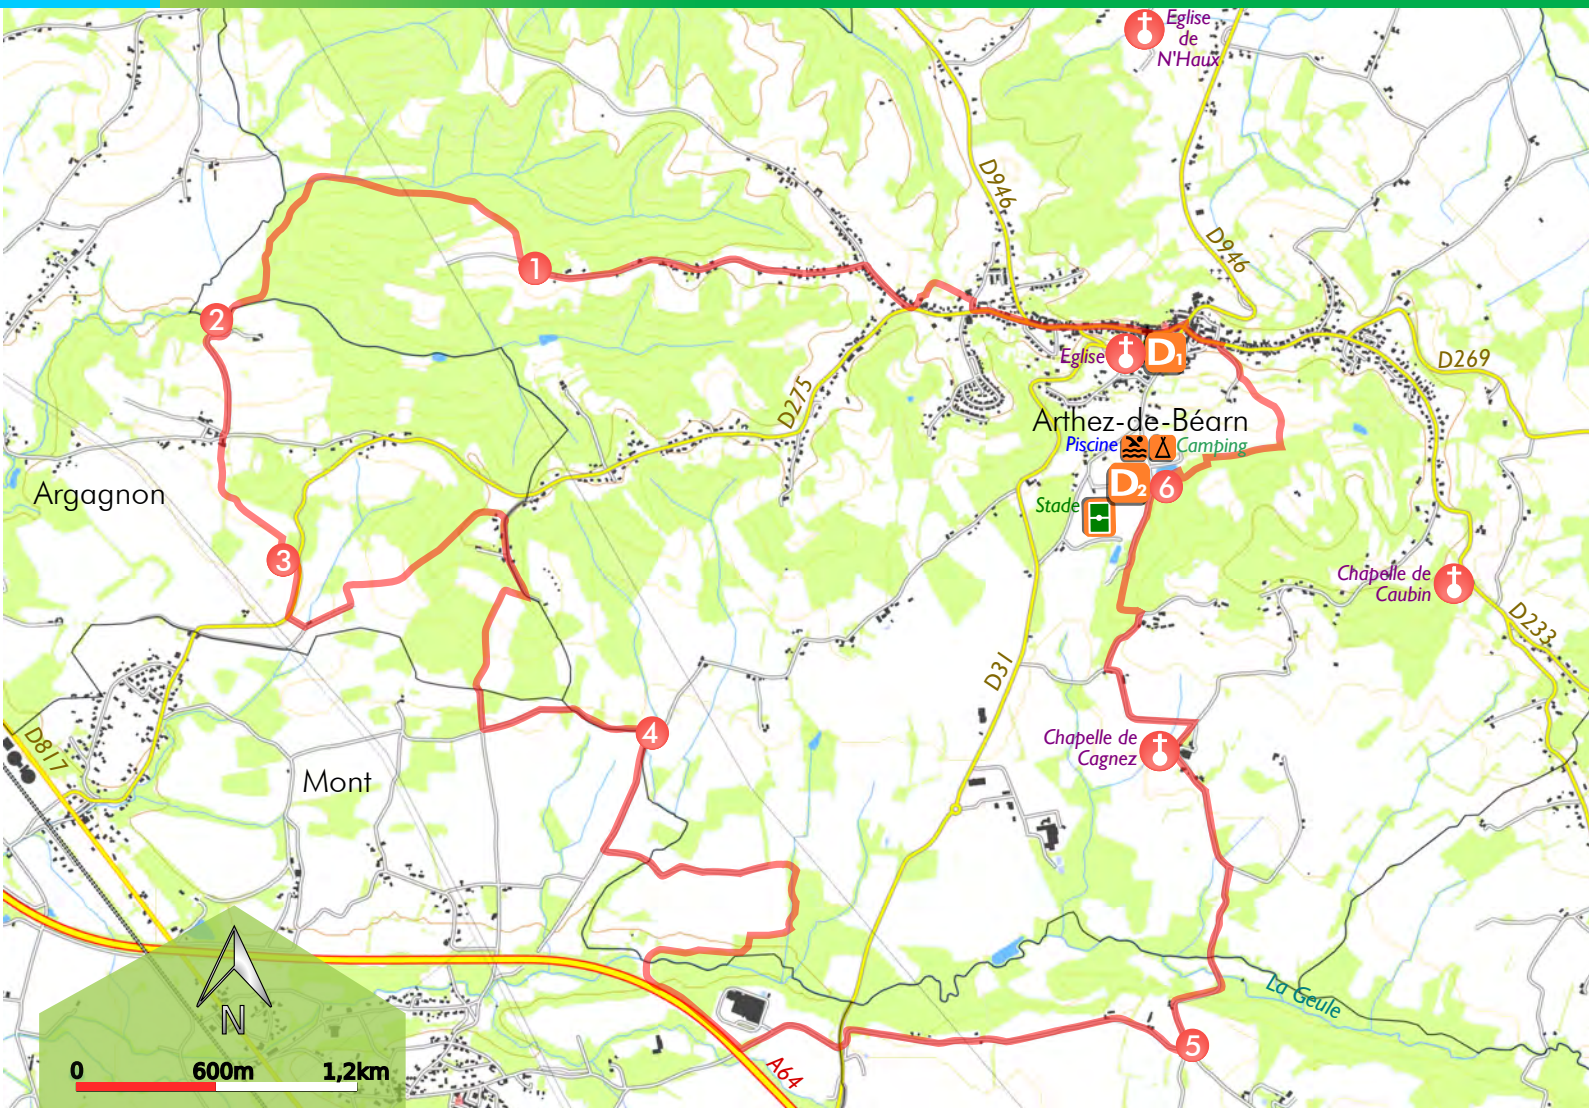 Eglise
de
N'Haux
D946
D946
1
2
Eglise
D1
D269
D275
Arthez-de-Béarn
Piscine
Camping
Argagnon
D2
6
Stade
3
Chapelle de
Caubin
D233
D31
4
D817
Chapelle de
Cagnez
Mont
La Geule
N
5
A64
0
600m
1,2km